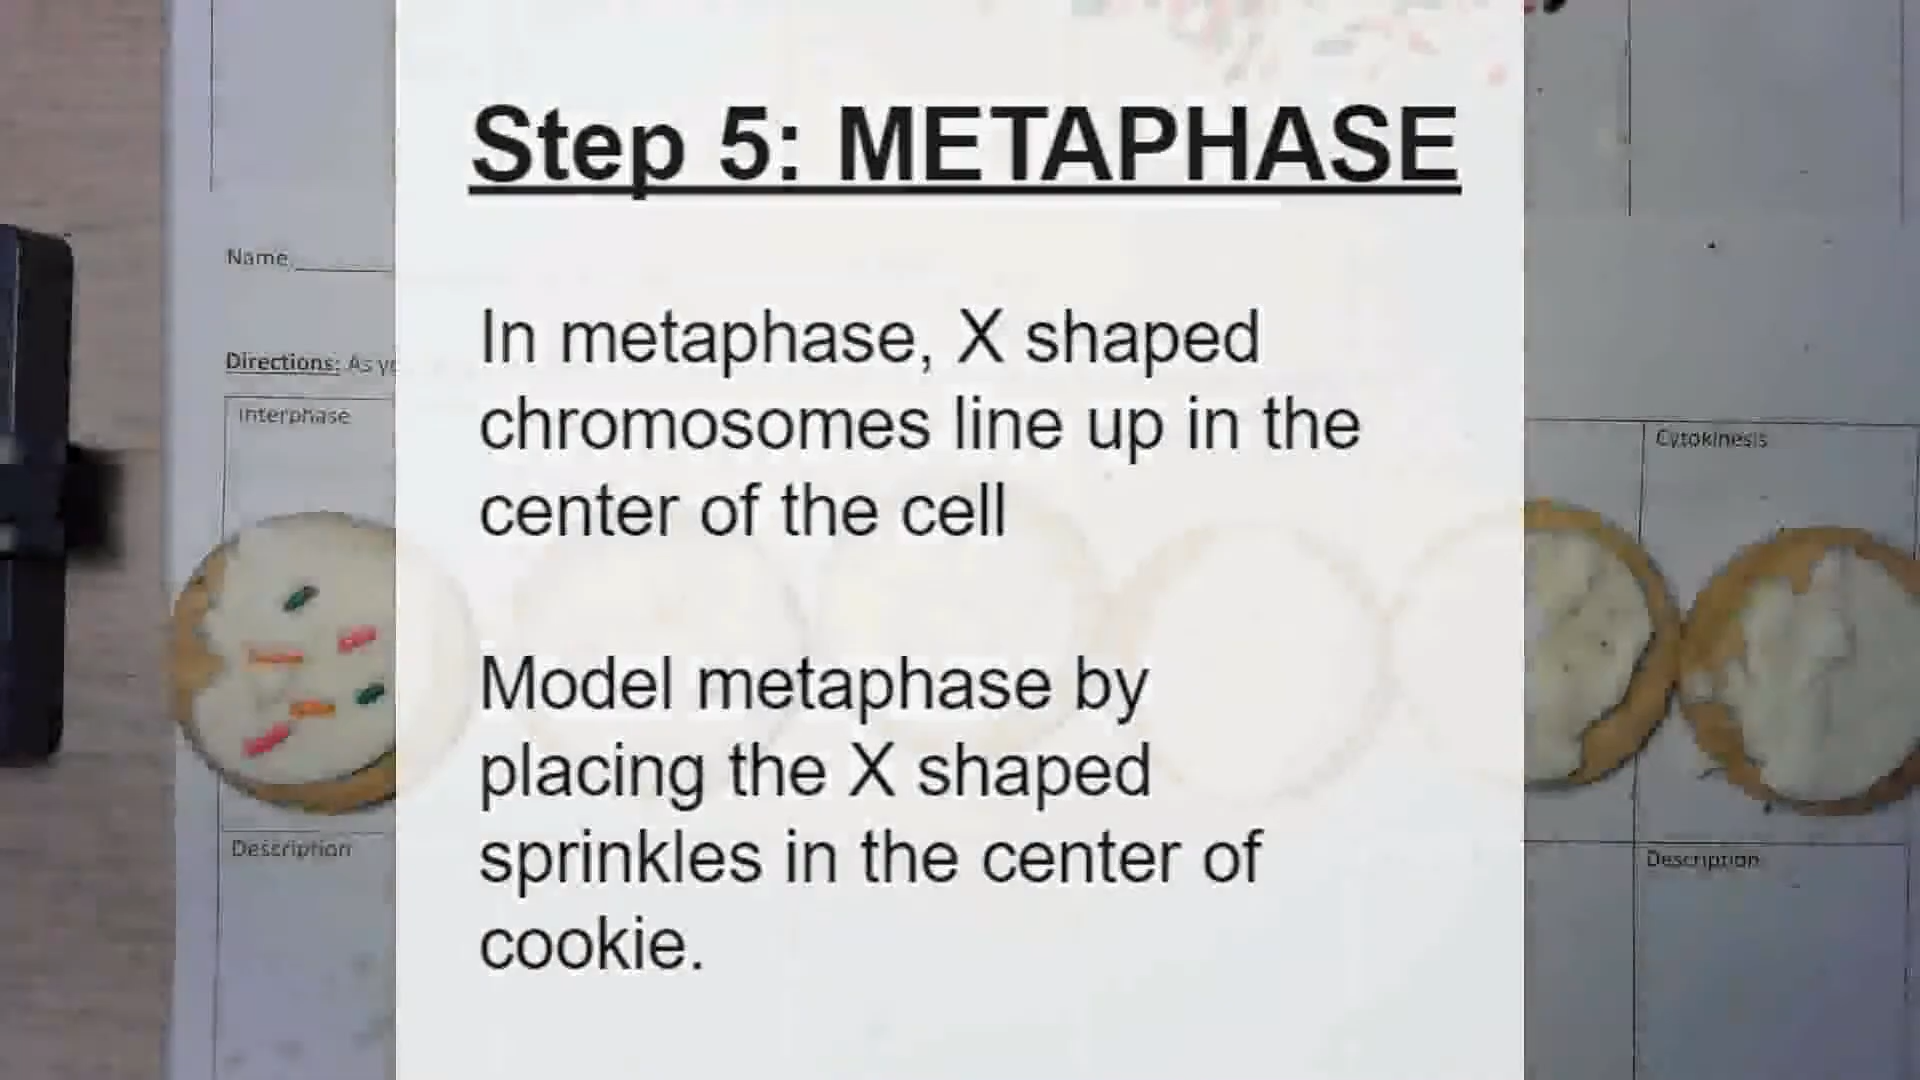 Step 5: METAPHASE
Name
Directions: As
In metaphase, X shaped
chromosomes line up in the
center of the cell
Interphase
Cytokinesis
Model metaphase by
placing the X shaped
sprinkles in the center of
cookie.
Description
Description